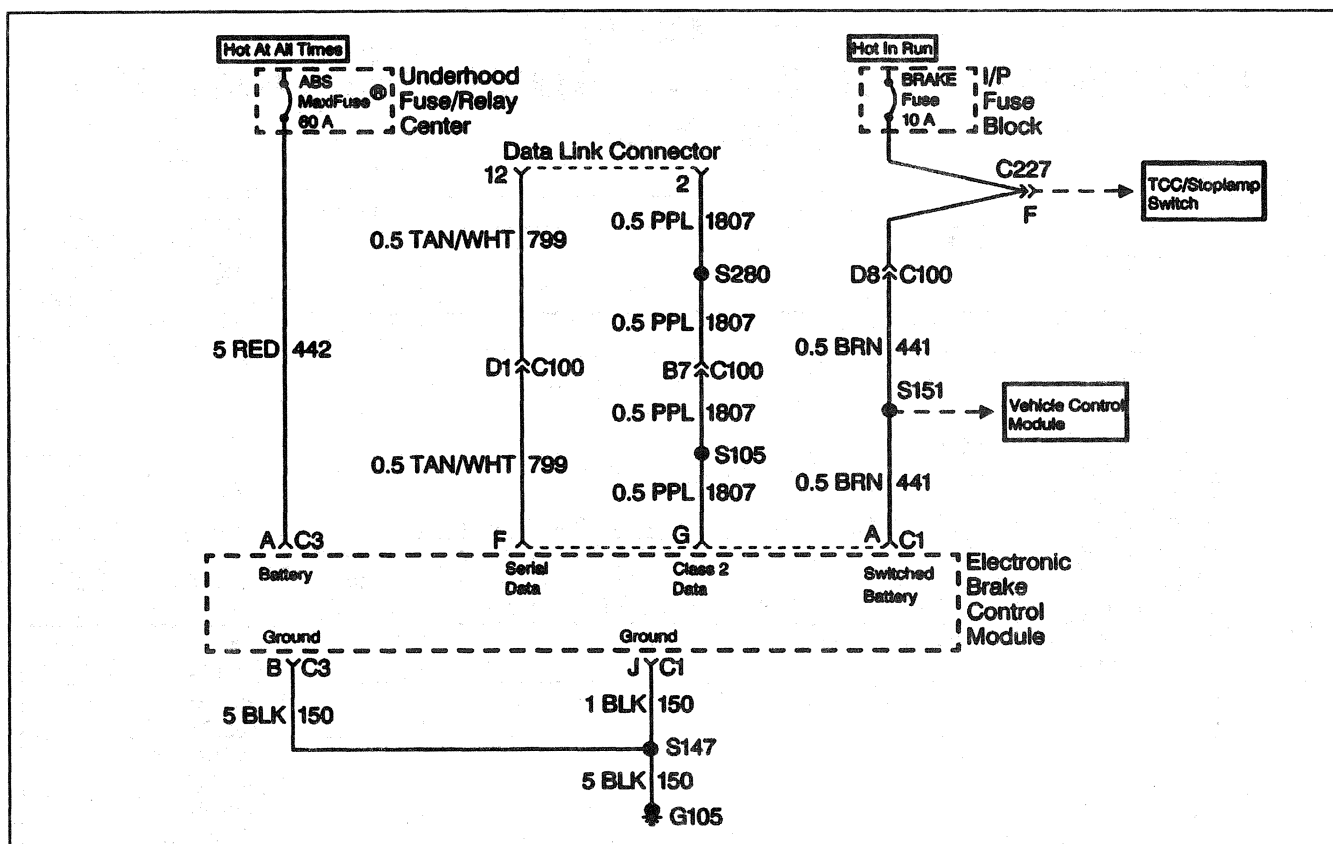 Hot At All Times
ABS
MaxiFuse®
60 A
Underhood
Fuse/Relay
Center
Hot In Run
BRAKE
Fuse
10 A
I/P
Fuse
Block
Data Link Connector
12
2
C227
F
TCC/Stoplamp
Switch
0.5 PPL 1807
0.5 TAN/WHT 799
S280
D8 C100
0.5 PPL 1807
5 RED 442
0.5 BRN 441
D1 C100
B7 C100
S151
Vehicle Control
Module
0.5 PPL 1807
0.5 TAN/WHT 799
S105
0.5 PPL 1807
0.5 BRN 441
A C3
F
G
A C1
Battery
Serial
Data
Class 2
Data
Switched
Battery
Electronic
Brake
Control
Module
Ground
Ground
B C3
J C1
5 BLK 150
1 BLK 150
S147
5 BLK 150
G105